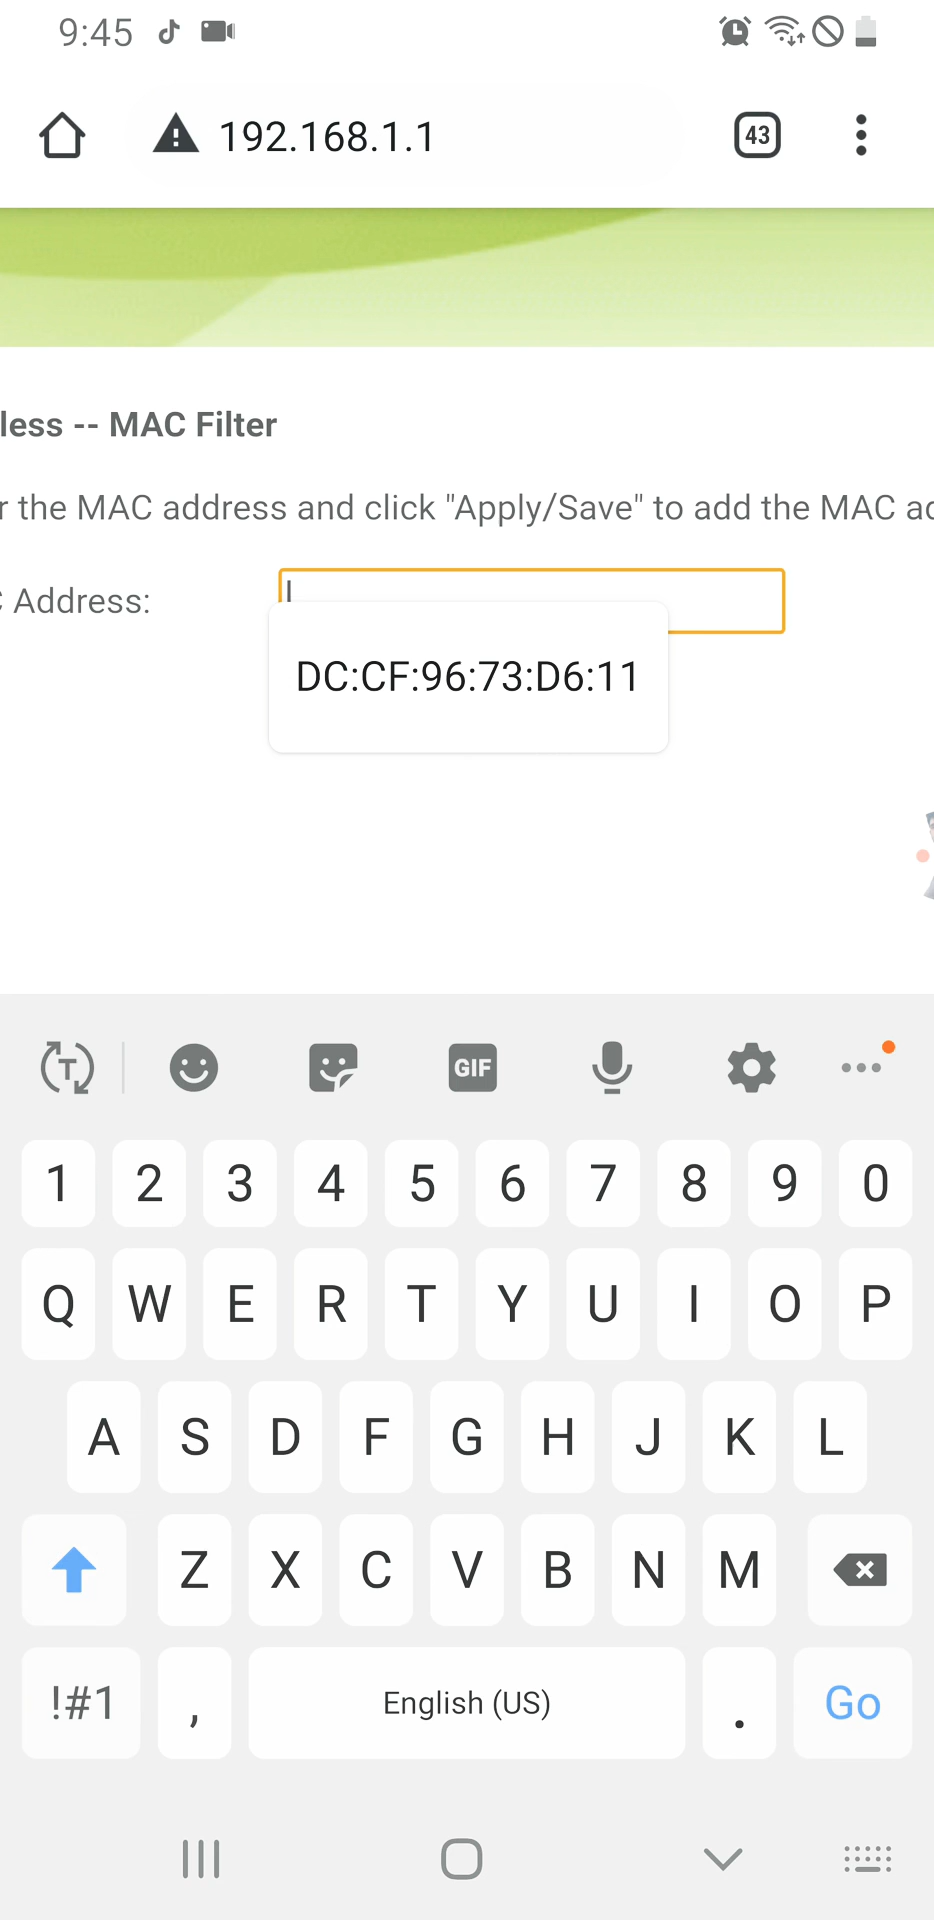 9:45
192.168.1.1
43
less -- MAC Filter
r the MAC address and click "Apply/Save" to add the MAC ad
C Address:
DC:CF:96:73:D6:11
T
GIF
1 2 3 4 5 6 7 8 9 0
Q W E R T Y U I O P
A S D F G H J K L
Z X C V B N M
!#1 , English (US) . Go